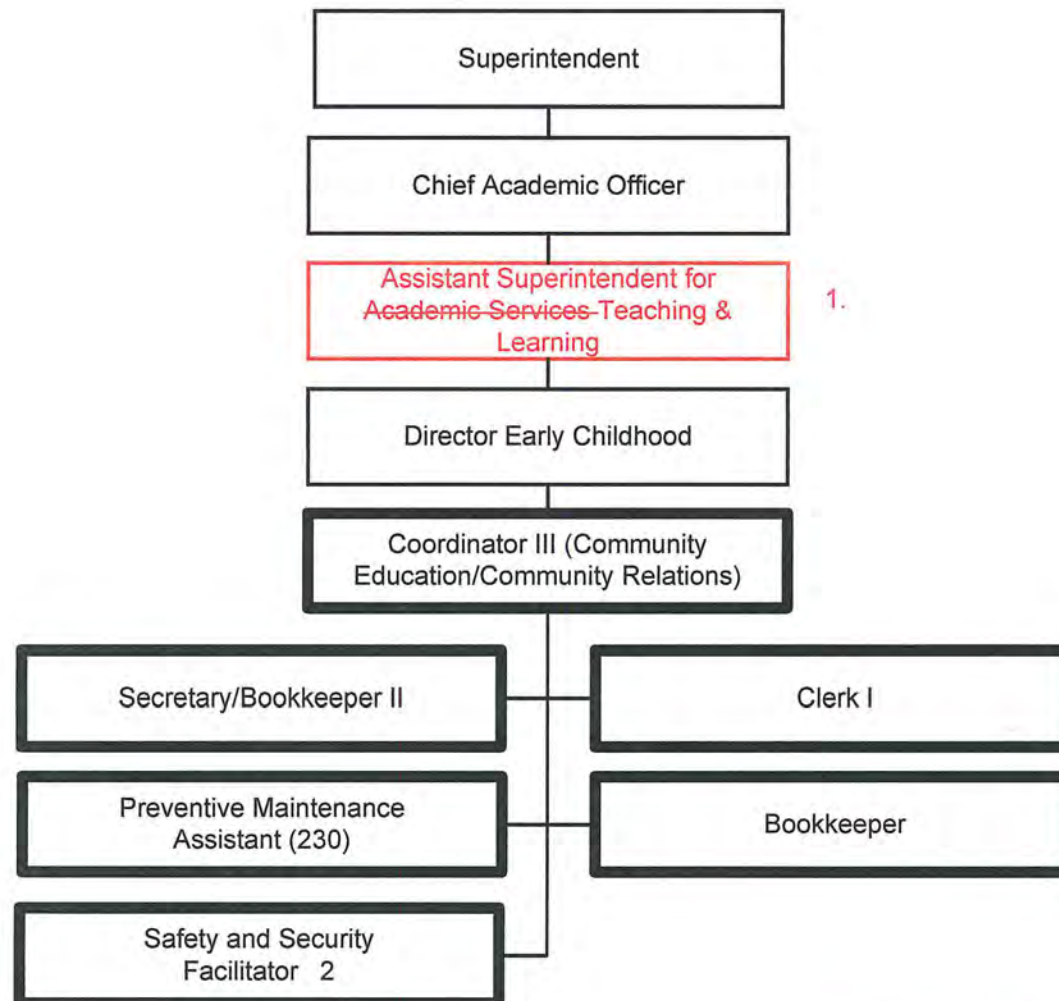 Superintendent
Chief Academic Officer
Assistant Superintendent for
Academic Services Teaching &
Learning
1.
Director Early Childhood
Coordinator III (Community
Education/Community Relations)
Secretary/Bookkeeper II
Clerk I
Preventive Maintenance
Assistant (230)
Bookkeeper
Safety and Security
Facilitator 2